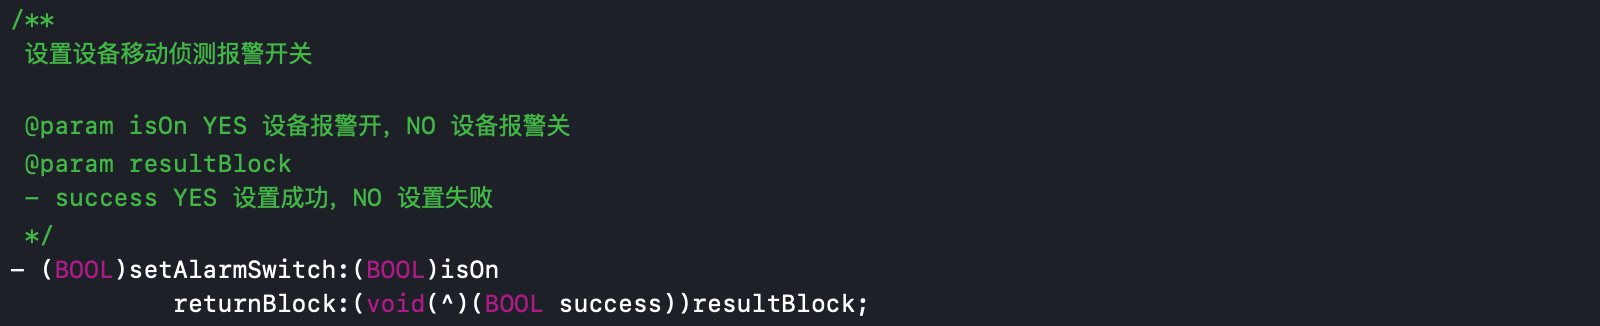 /**
设置设备移动侦测报警开关
@param isOn YES 设备报警开，NO 设备报警关
@param resultBlock
- success YES 设置成功，NO 设置失败
*/
- (BOOL)setAlarmSwitch:(BOOL)isOn
returnBlock:(void(^)(BOOL success))resultBlock;